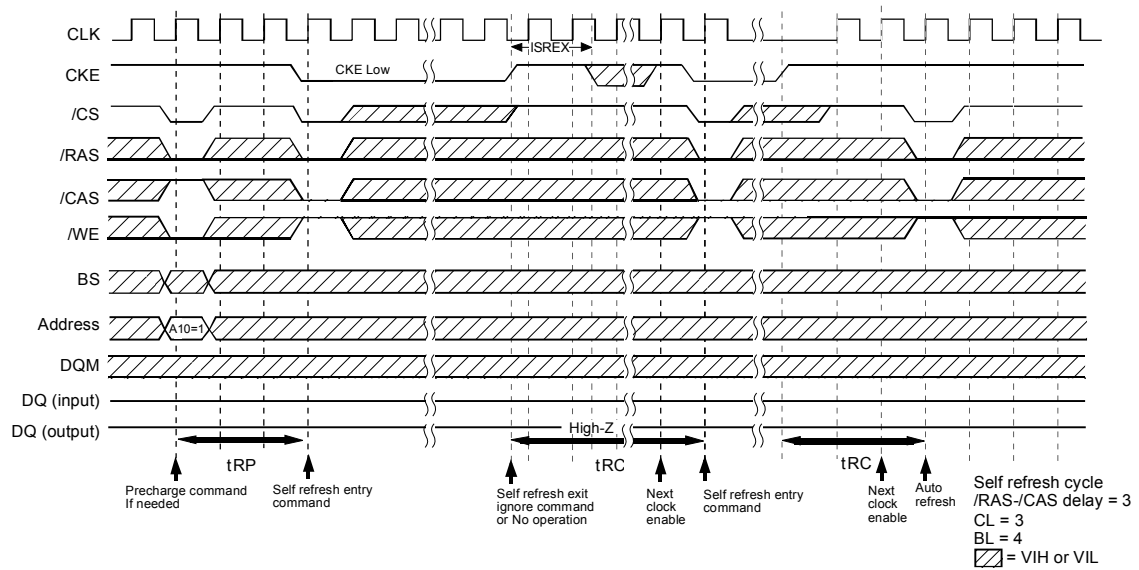 CLK
ISREX
CKE
CKE Low
/CS
/RAS
/CAS
/WE
BS
Address
A10=1
DQM
DQ (input)
DQ (output)
High-Z
tRP
tRC
tRC
Precharge command
If needed
Self refresh entry
command
Self refresh exit
ignore command
or No operation
Next
clock
enable
Self refresh entry
command
Next
clock
enable
Auto
refresh
Self refresh cycle
/RAS-/CAS delay = 3
CL = 3
BL = 4
= VIH or VIL